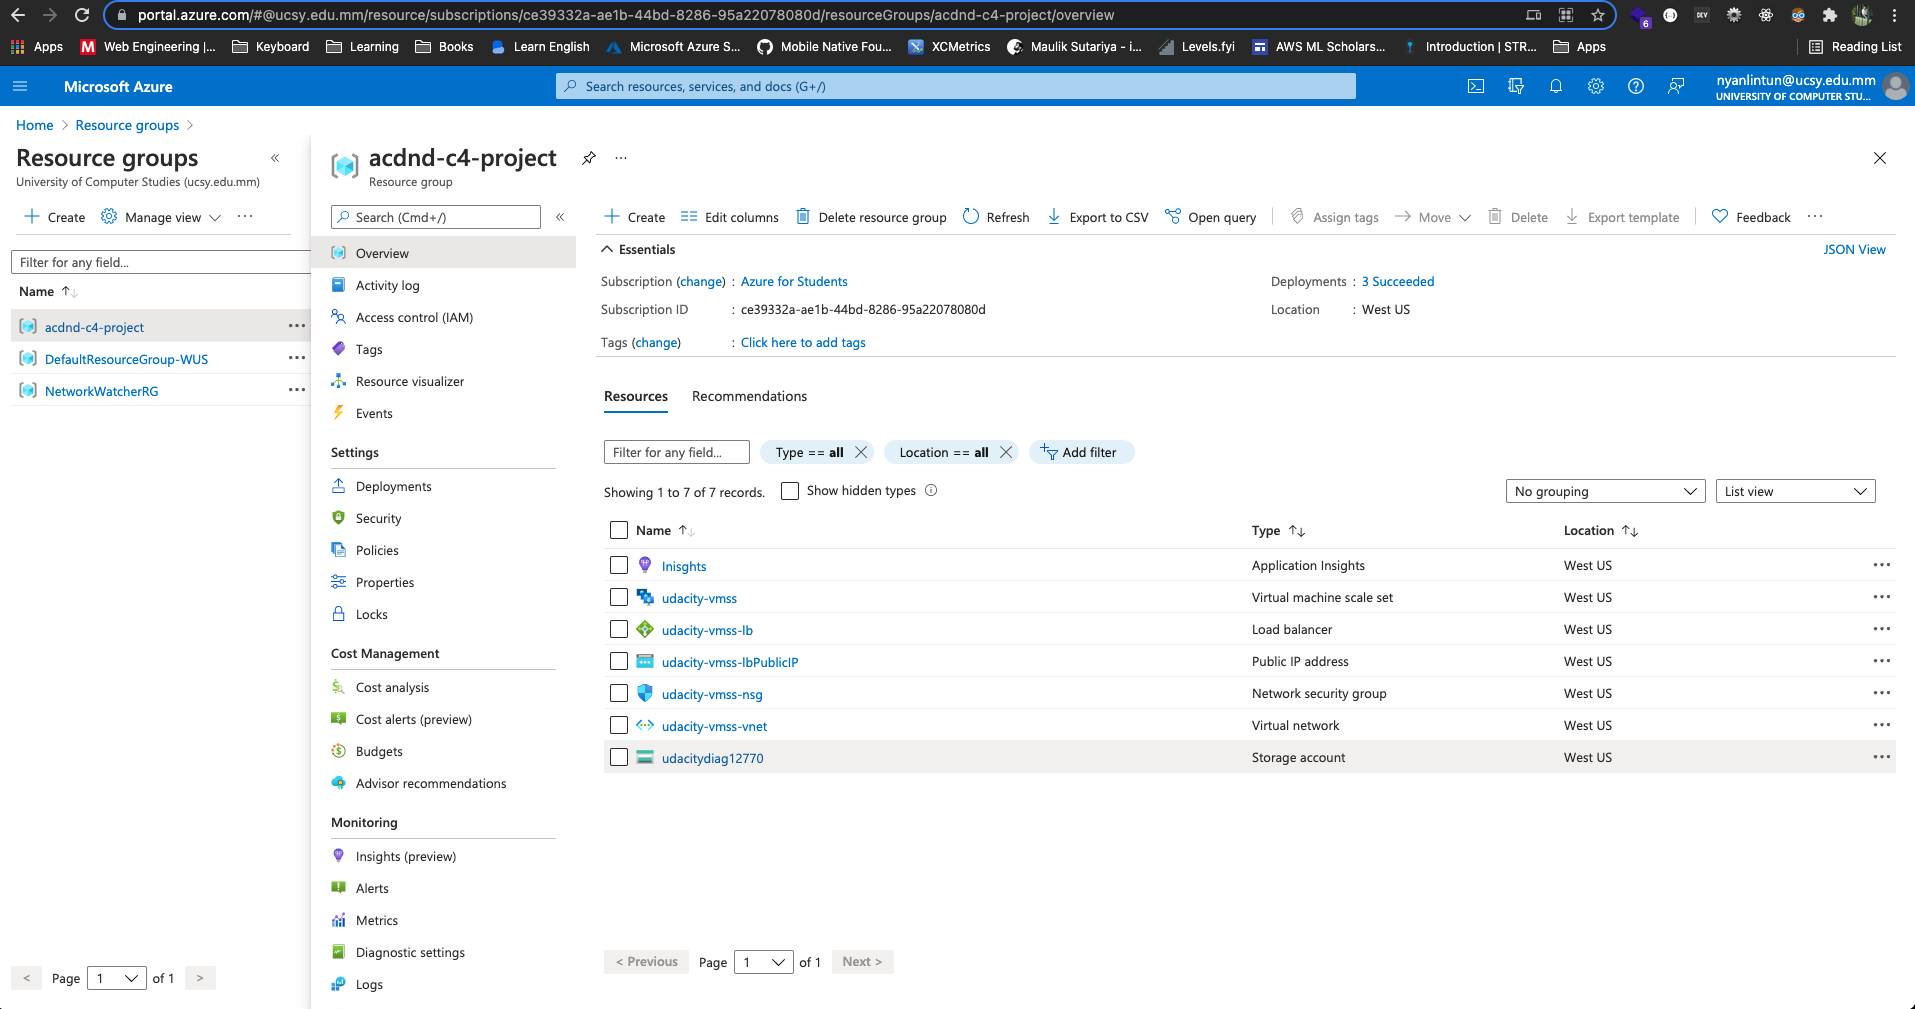 portal.azure.com/#@ucsy.edu.mm/resource/subscriptions/ce39332a-ae1b-44bd-8286-95a22078080d/resourceGroups/acdnd-c4-project/overview
6
DEV
Apps Web Engineering |... Keyboard Learning Books Learn English Microsoft Azure S... Mobile Native Fou... XCMetrics Maulik Sutariya - i... Levels.fyi AWS ML Scholars... Introduction | STR... Apps Reading List
Microsoft Azure
Search resources, services, and docs (G+/)
nyanlintun@ucsy.edu.mm
UNIVERSITY OF COMPUTER STU...
Home > Resource groups >
Resource groups
University of Computer Studies (ucsy.edu.mm)
Create Manage view ...
Filter for any field...
Name
acdnd-c4-project
DefaultResourceGroup-WUS
NetworkWatcherRG
< Page 1 of 1 >
acdnd-c4-project
Resource group
Search (Cmd+/)
Overview
Activity log
Access control (IAM)
Tags
Resource visualizer
Events
Settings
Deployments
Security
Policies
Properties
Locks
Cost Management
Cost analysis
Cost alerts (preview)
Budgets
Advisor recommendations
Monitoring
Insights (preview)
Alerts
Metrics
Diagnostic settings
Logs
Create Edit columns Delete resource group Refresh Export to CSV Open query Assign tags Move Delete Export template Feedback ...
Essentials JSON View
Subscription (change) : Azure for Students Deployments : 3 Succeeded
Subscription ID : ce39332a-ae1b-44bd-8286-95a22078080d Location : West US
Tags (change) : Click here to add tags
Resources Recommendations
Filter for any field... Type == all Location == all Add filter
Showing 1 to 7 of 7 records. Show hidden types No grouping List view
Name Type Location
Inisghts Application Insights West US
udacity-vmss Virtual machine scale set West US
udacity-vmss-lb Load balancer West US
udacity-vmss-lbPublicIP Public IP address West US
udacity-vmss-nsg Network security group West US
udacity-vmss-vnet Virtual network West US
udacitydiag12770 Storage account West US
< Previous Page 1 of 1 Next >